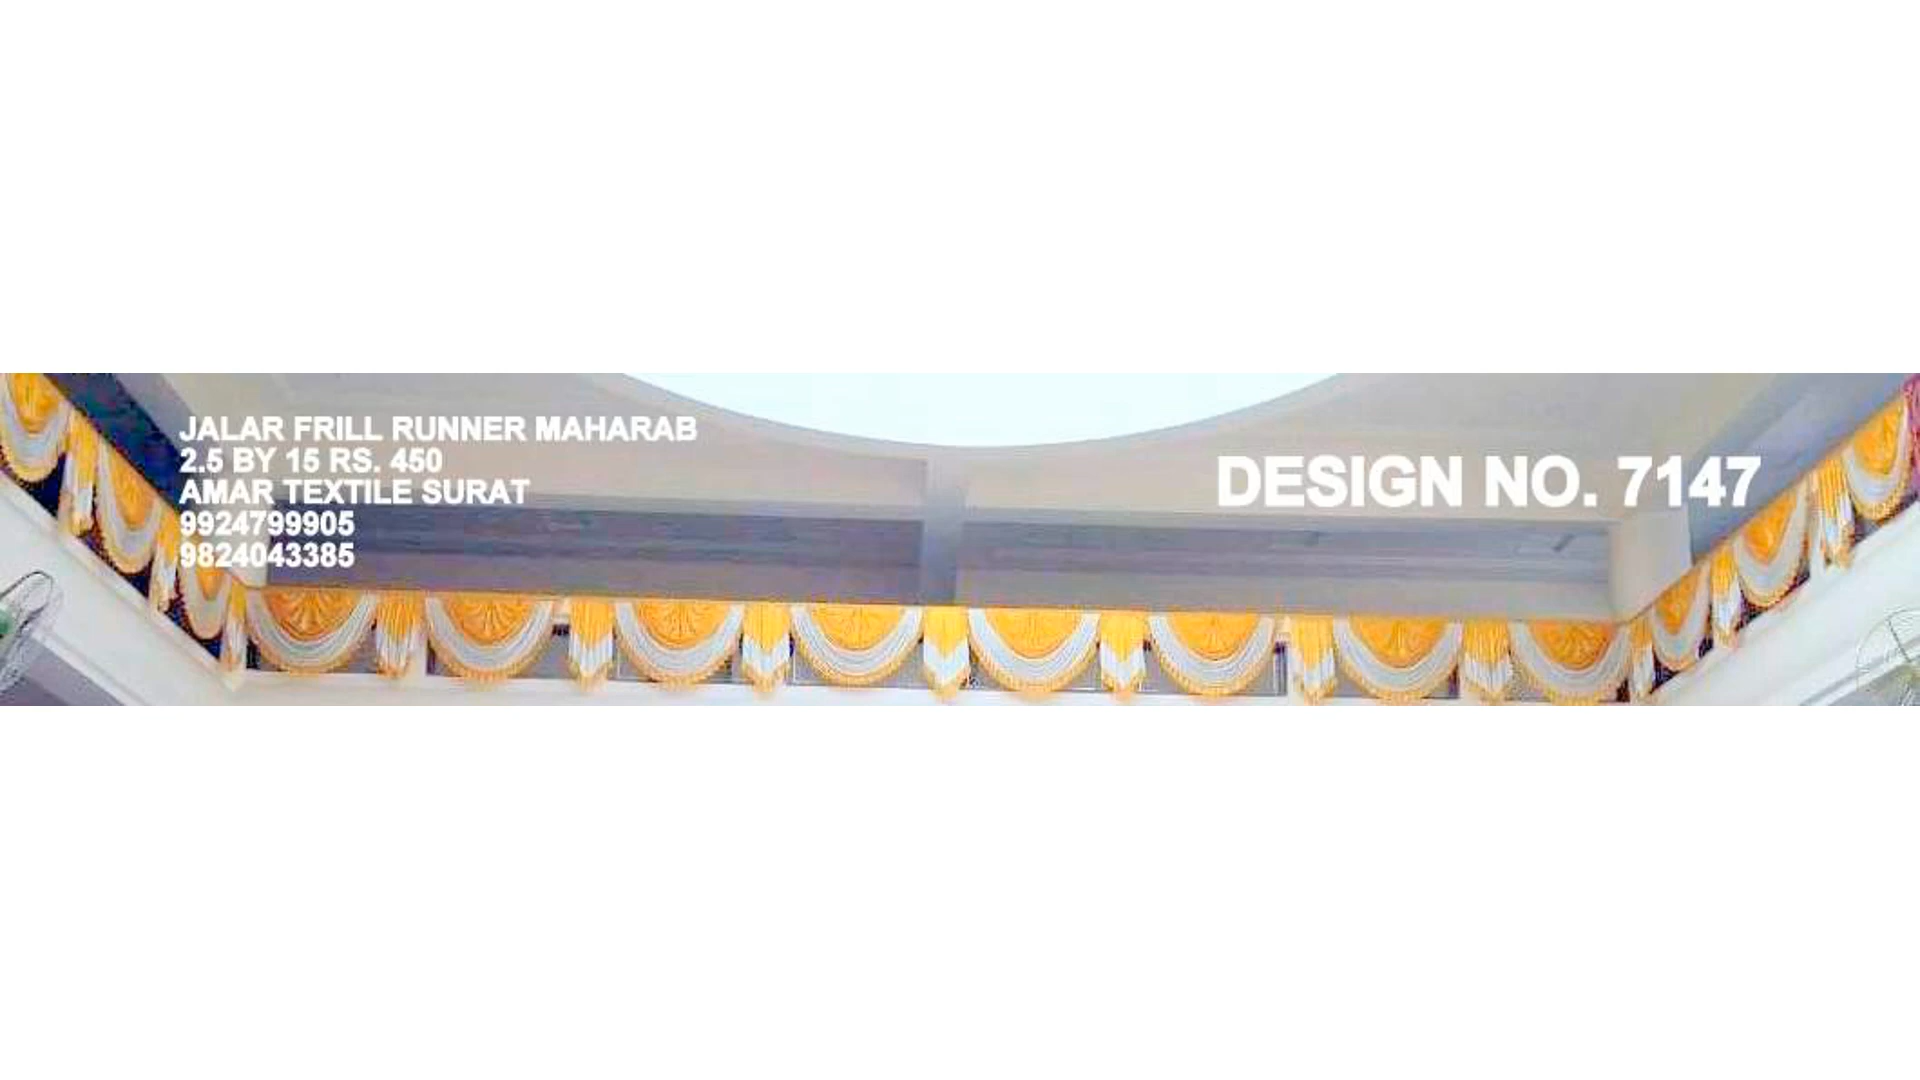 JALAR FRILL RUNNER MAHARAB
2.5 BY 15 RS. 450
AMAR TEXTILE SURAT
9924799905
9824043385
DESIGN NO. 7147